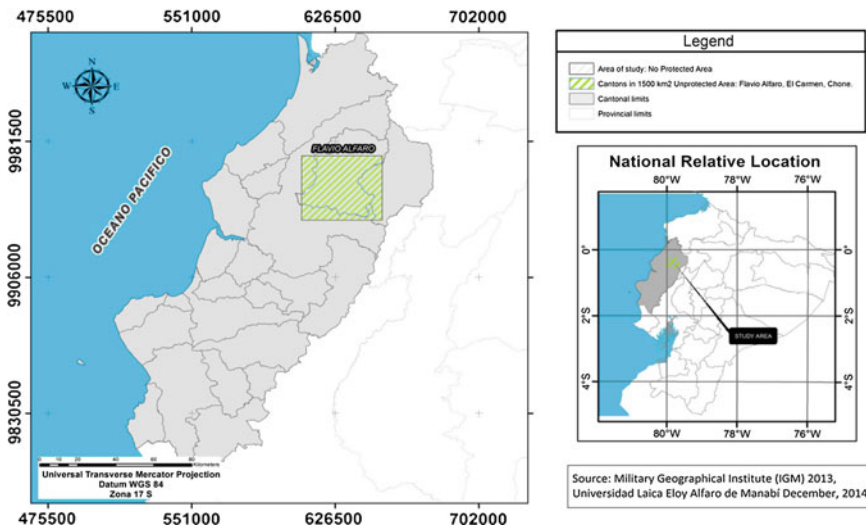 475500 551000 626500 702000
N
W E
S
9981500
9906000
9830500
OCEANO PACIFICO
FLAVIO ALFARO
Universal Transverse Mercator Projection
Datum WGS 84
Zona 17 S
475500 551000 626500 702000
Legend
Area of study: No Protected Area
Cantons in 1500 km2 Unprotected Area: Flavio Alfaro, El Carmen, Chone.
Cantonal limits
Provincial limits
National Relative Location
80°W 78°W 76°W
0° 0°
2°S 2°S
4°S 4°S
STUDY AREA
80°W 78°W 76°W
Source: Military Geographical Institute (IGM) 2013,
Universidad Laica Eloy Alfaro de Manabí December, 2014